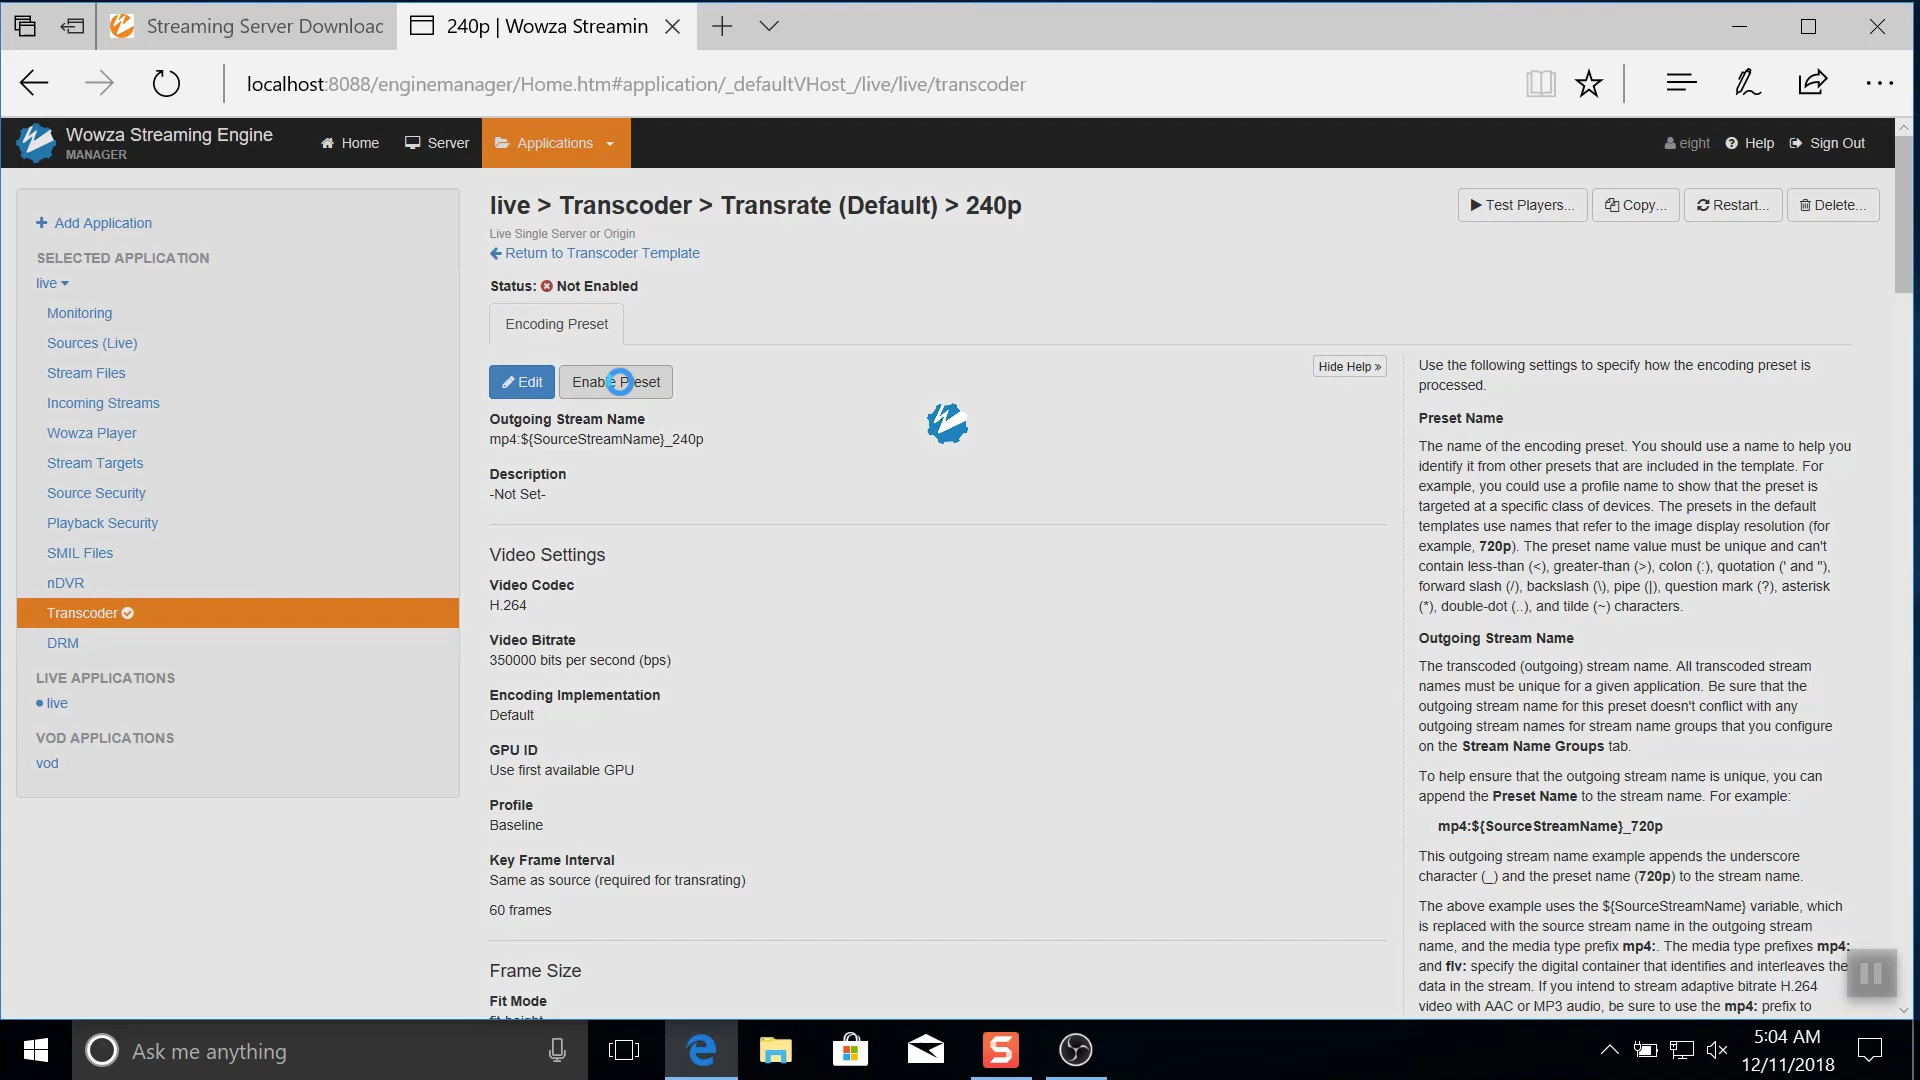 Streaming Server Downloac
240p | Wowza Streamin
localhost:8088/enginemanager/Home.htm#application/_defaultVHost_/live/live/transcoder
Wowza Streaming Engine
MANAGER
Home
Server
Applications
eight
Help
Sign Out
Add Application
SELECTED APPLICATION
live
Monitoring
Sources (Live)
Stream Files
Incoming Streams
Wowza Player
Stream Targets
Source Security
Playback Security
SMIL Files
nDVR
Transcoder
DRM
LIVE APPLICATIONS
live
VOD APPLICATIONS
vod
live > Transcoder > Transrate (Default) > 240p
Live Single Server or Origin
Return to Transcoder Template
Test Players...
Copy...
Restart...
Delete...
Status: Not Enabled
Encoding Preset
Edit
Enable Preset
Hide Help »
Outgoing Stream Name
mp4:${SourceStreamName}_240p
Description
-Not Set-
Video Settings
Video Codec
H.264
Video Bitrate
350000 bits per second (bps)
Encoding Implementation
Default
GPU ID
Use first available GPU
Profile
Baseline
Key Frame Interval
Same as source (required for transrating)
60 frames
Frame Size
Fit Mode
fit-height
Use the following settings to specify how the encoding preset is
processed.
Preset Name
The name of the encoding preset. You should use a name to help you
identify it from other presets that are included in the template. For
example, you could use a profile name to show that the preset is
targeted at a specific class of devices. The presets in the default
templates use names that refer to the image display resolution (for
example, 720p). The preset name value must be unique and can't
contain less-than (<), greater-than (>), colon (:), quotation (' and "),
forward slash (/), backslash (\), pipe (|), question mark (?), asterisk
(*), double-dot (..), and tilde (~) characters.
Outgoing Stream Name
The transcoded (outgoing) stream name. All transcoded stream
names must be unique for a given application. Be sure that the
outgoing stream name for this preset doesn't conflict with any
outgoing stream names for stream name groups that you configure
on the Stream Name Groups tab.
To help ensure that the outgoing stream name is unique, you can
append the Preset Name to the stream name. For example:
mp4:${SourceStreamName}_720p
This outgoing stream name example appends the underscore
character (_) and the preset name (720p) to the stream name.
The above example uses the ${SourceStreamName} variable, which
is replaced with the source stream name in the outgoing stream
name, and the media type prefix mp4:. The media type prefixes mp4:
and flv: specify the digital container that identifies and interleaves the
data in the stream. If you intend to stream adaptive bitrate H.264
video with AAC or MP3 audio, be sure to use the mp4: prefix to
Ask me anything
5:04 AM
12/11/2018